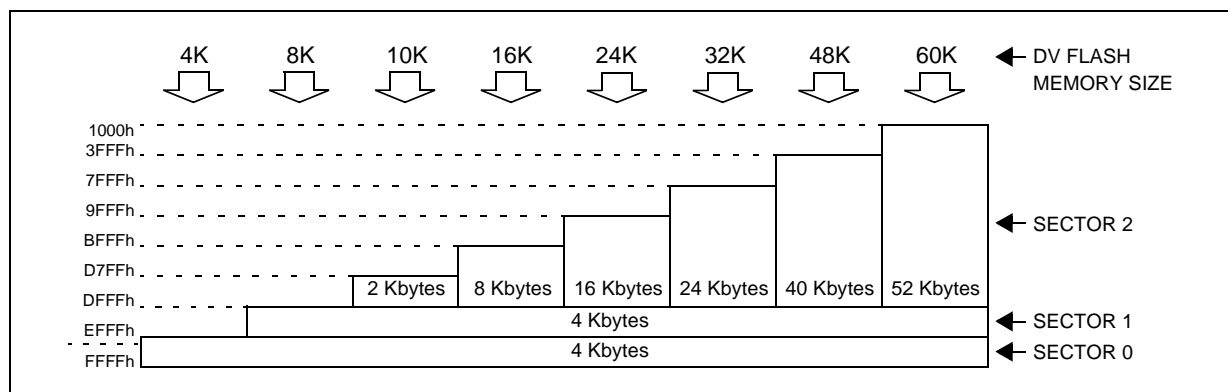 4K 8K 10K 16K 24K 32K 48K 60K DV FLASH
MEMORY SIZE
1000h
3FFFh
7FFFh
9FFFh
SECTOR 2
BFFFh
D7FFh
2 Kbytes 8 Kbytes 16 Kbytes 24 Kbytes 40 Kbytes 52 Kbytes
DFFFh
4 Kbytes SECTOR 1
EFFFh
4 Kbytes SECTOR 0
FFFFh